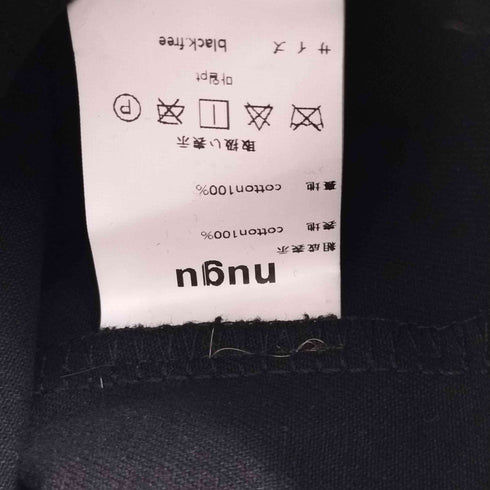 nugu
組成表示
表地 cotton100%
裏地 cotton100%
取扱い表示
P
サイズ black.free